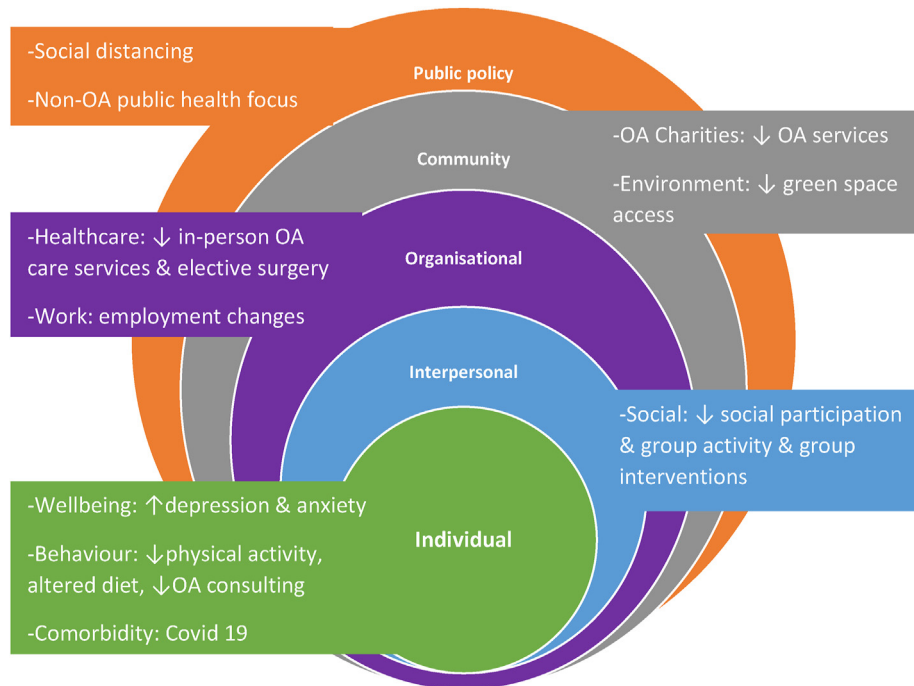 -Social distancing
-Non-OA public health focus
Public policy
Community
-OA Charities: ↓ OA services
-Environment: ↓ green space
access
-Healthcare: ↓ in-person OA
care services & elective surgery
-Work: employment changes
Organisational
Interpersonal
-Social: ↓ social participation
& group activity & group
interventions
-Wellbeing: ↑depression & anxiety
-Behaviour: ↓physical activity,
altered diet, ↓OA consulting
-Comorbidity: Covid 19
Individual